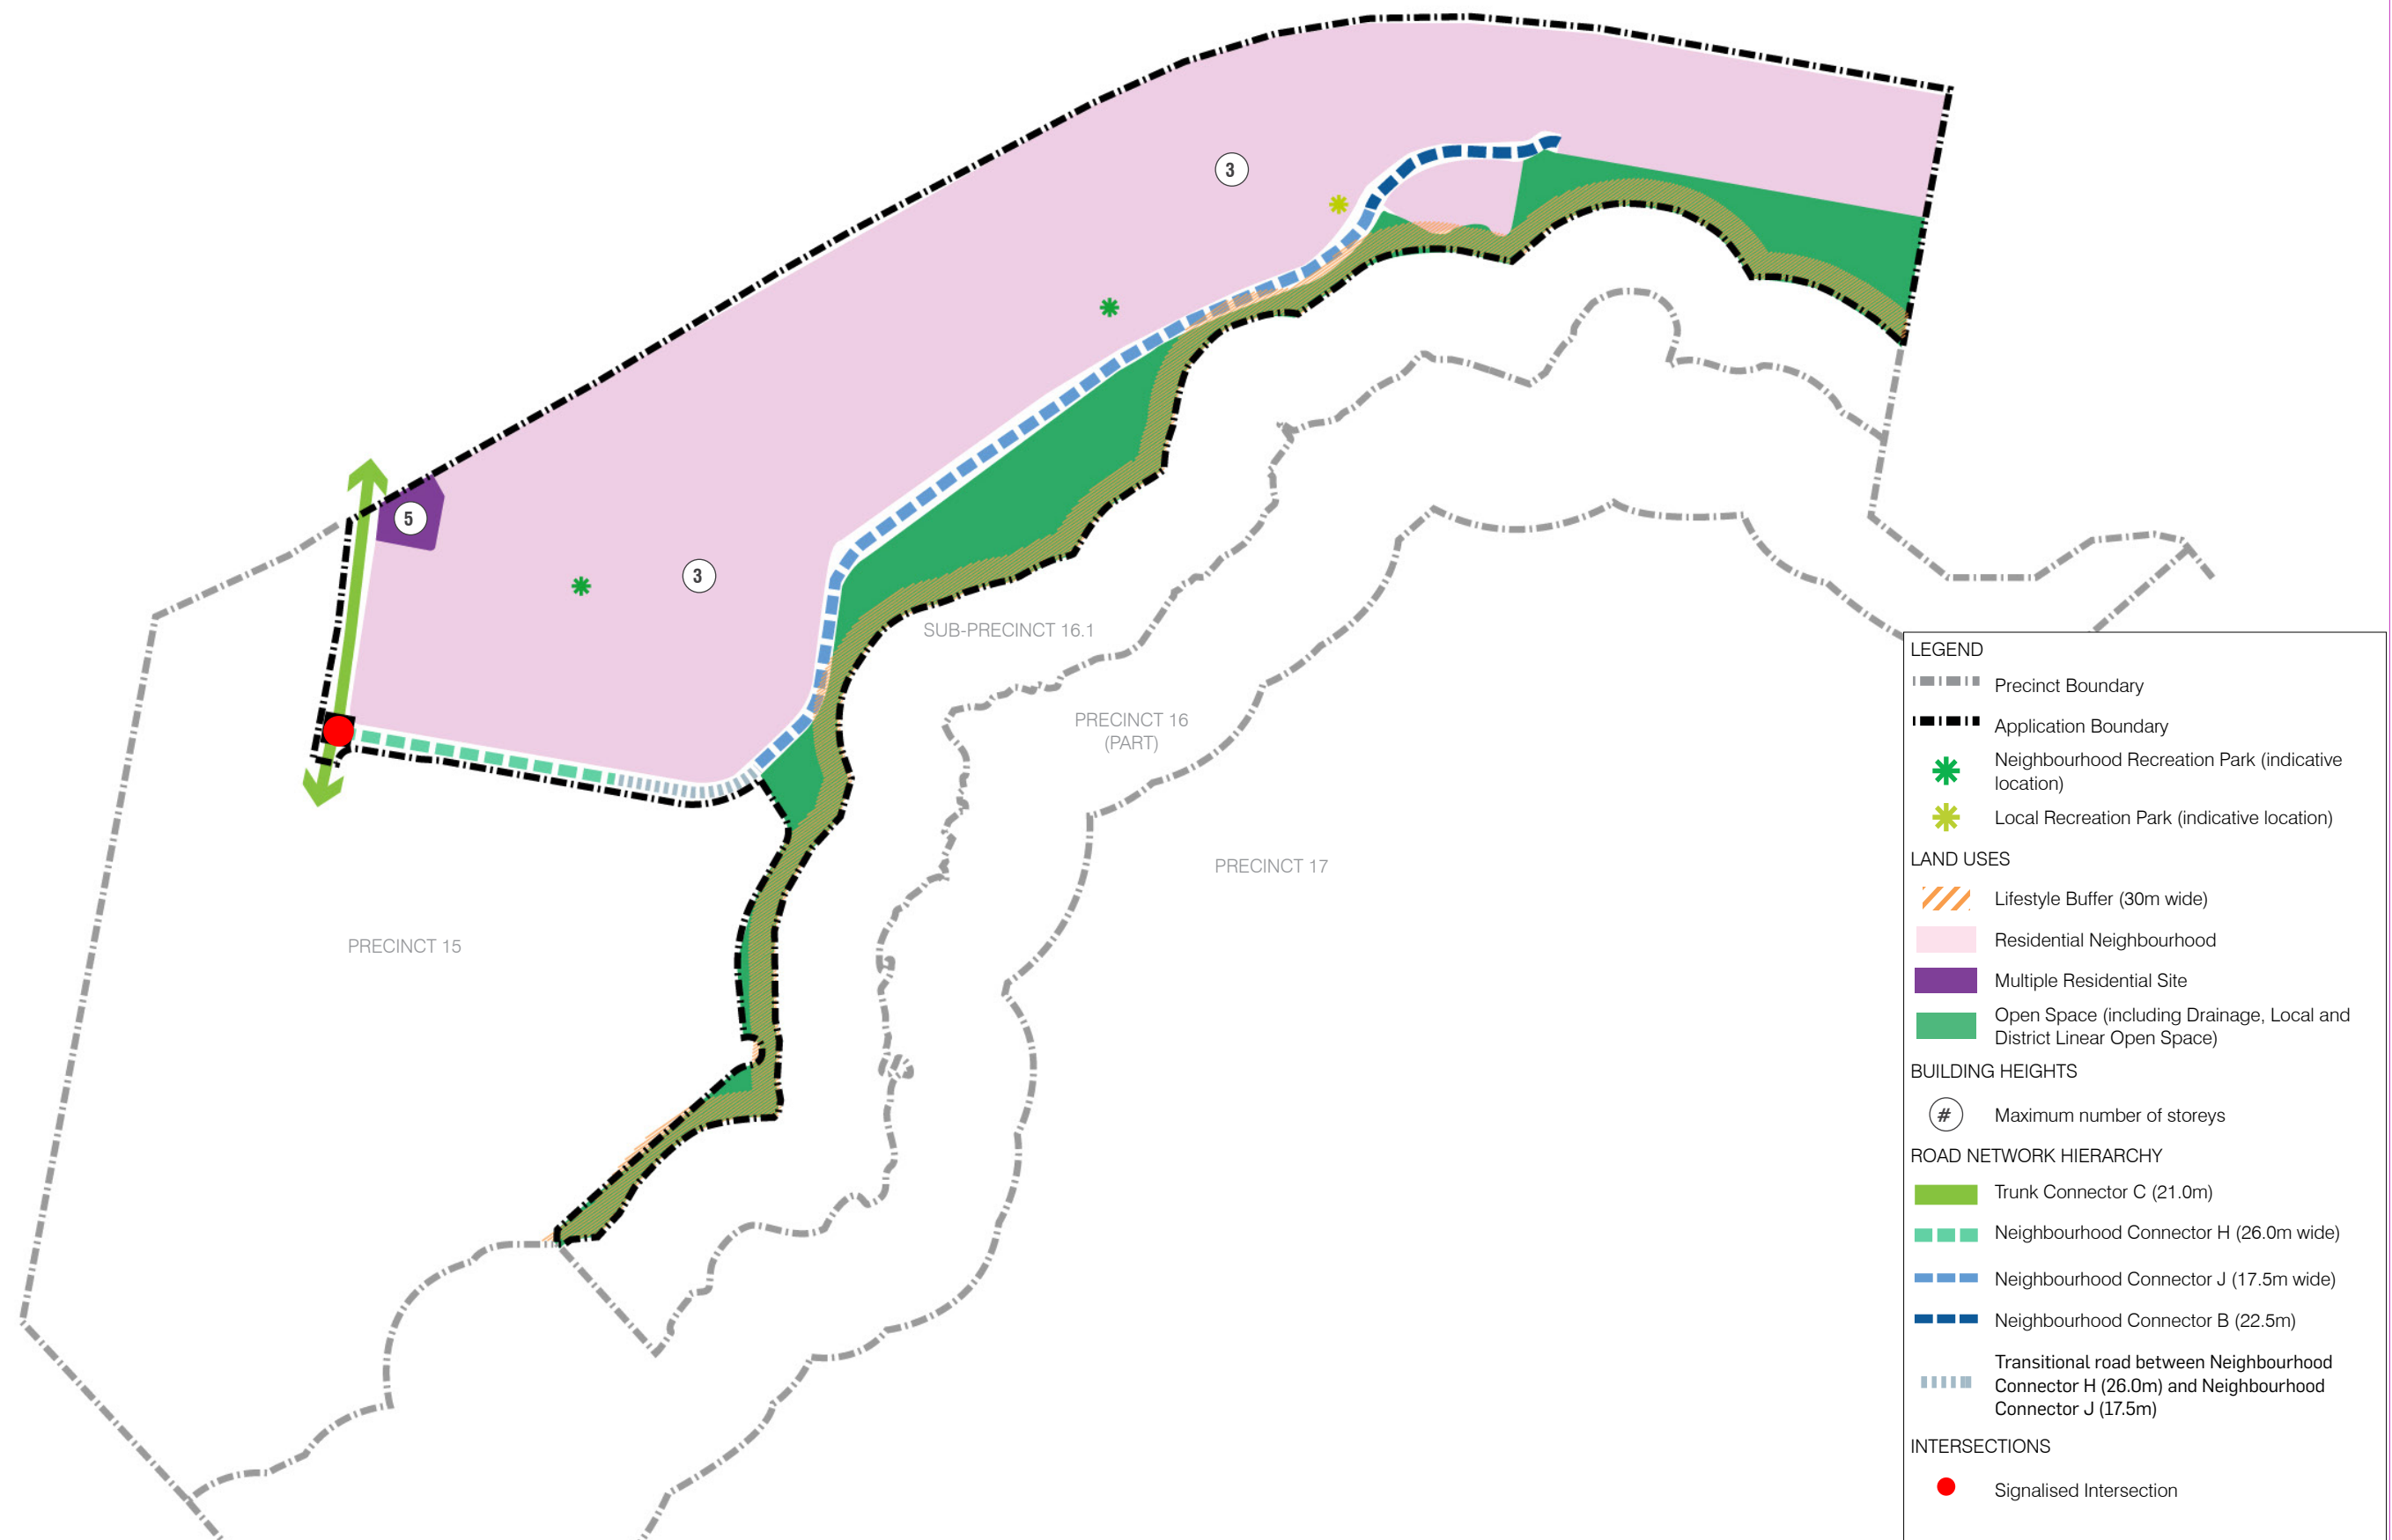 3
5
3
SUB-PRECINCT 16.1
PRECINCT 16
(PART)
PRECINCT 17
PRECINCT 15
LEGEND
Precinct Boundary
Application Boundary
Neighbourhood Recreation Park (indicative
location)
Local Recreation Park (indicative location)
LAND USES
Lifestyle Buffer (30m wide)
Residential Neighbourhood
Multiple Residential Site
Open Space (including Drainage, Local and
District Linear Open Space)
BUILDING HEIGHTS
# Maximum number of storeys
ROAD NETWORK HIERARCHY
Trunk Connector C (21.0m)
Neighbourhood Connector H (26.0m wide)
Neighbourhood Connector J (17.5m wide)
Neighbourhood Connector B (22.5m)
Transitional road between Neighbourhood
Connector H (26.0m) and Neighbourhood
Connector J (17.5m)
INTERSECTIONS
Signalised Intersection